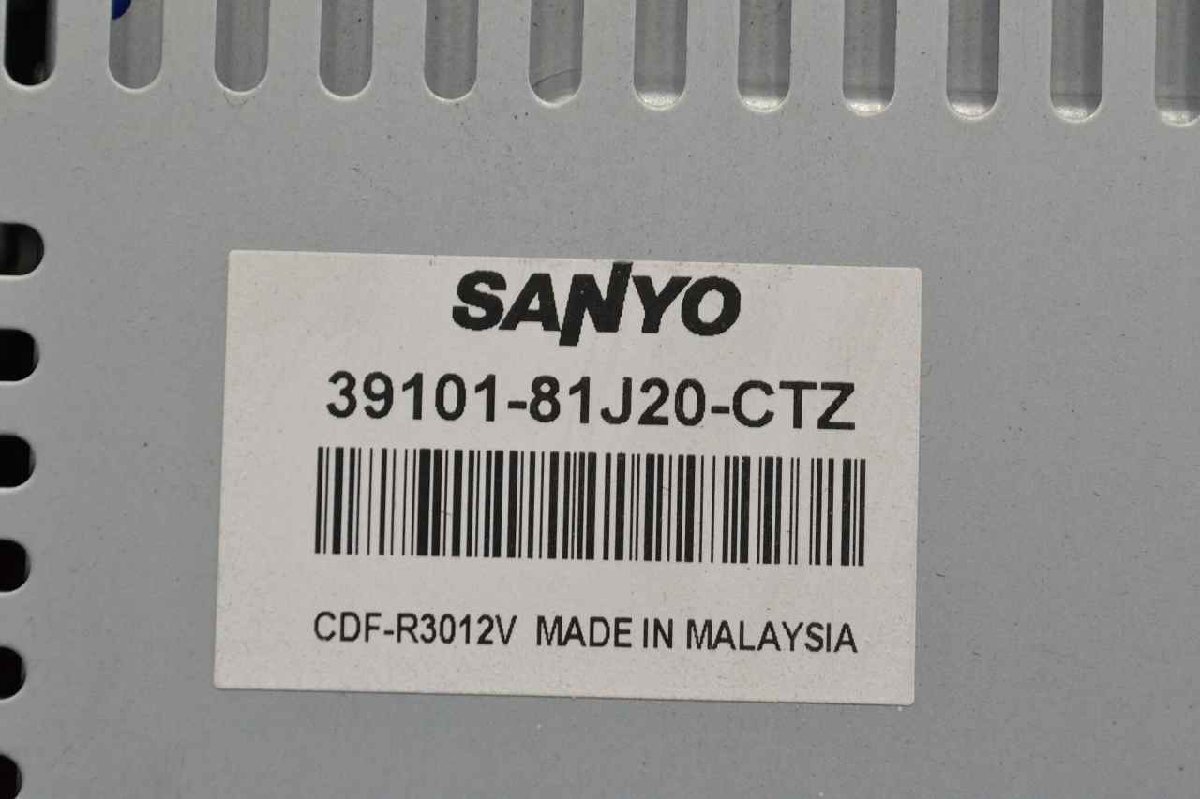 SANYO
39101-81J20-CTZ
CDF-R3012V MADE IN MALAYSIA